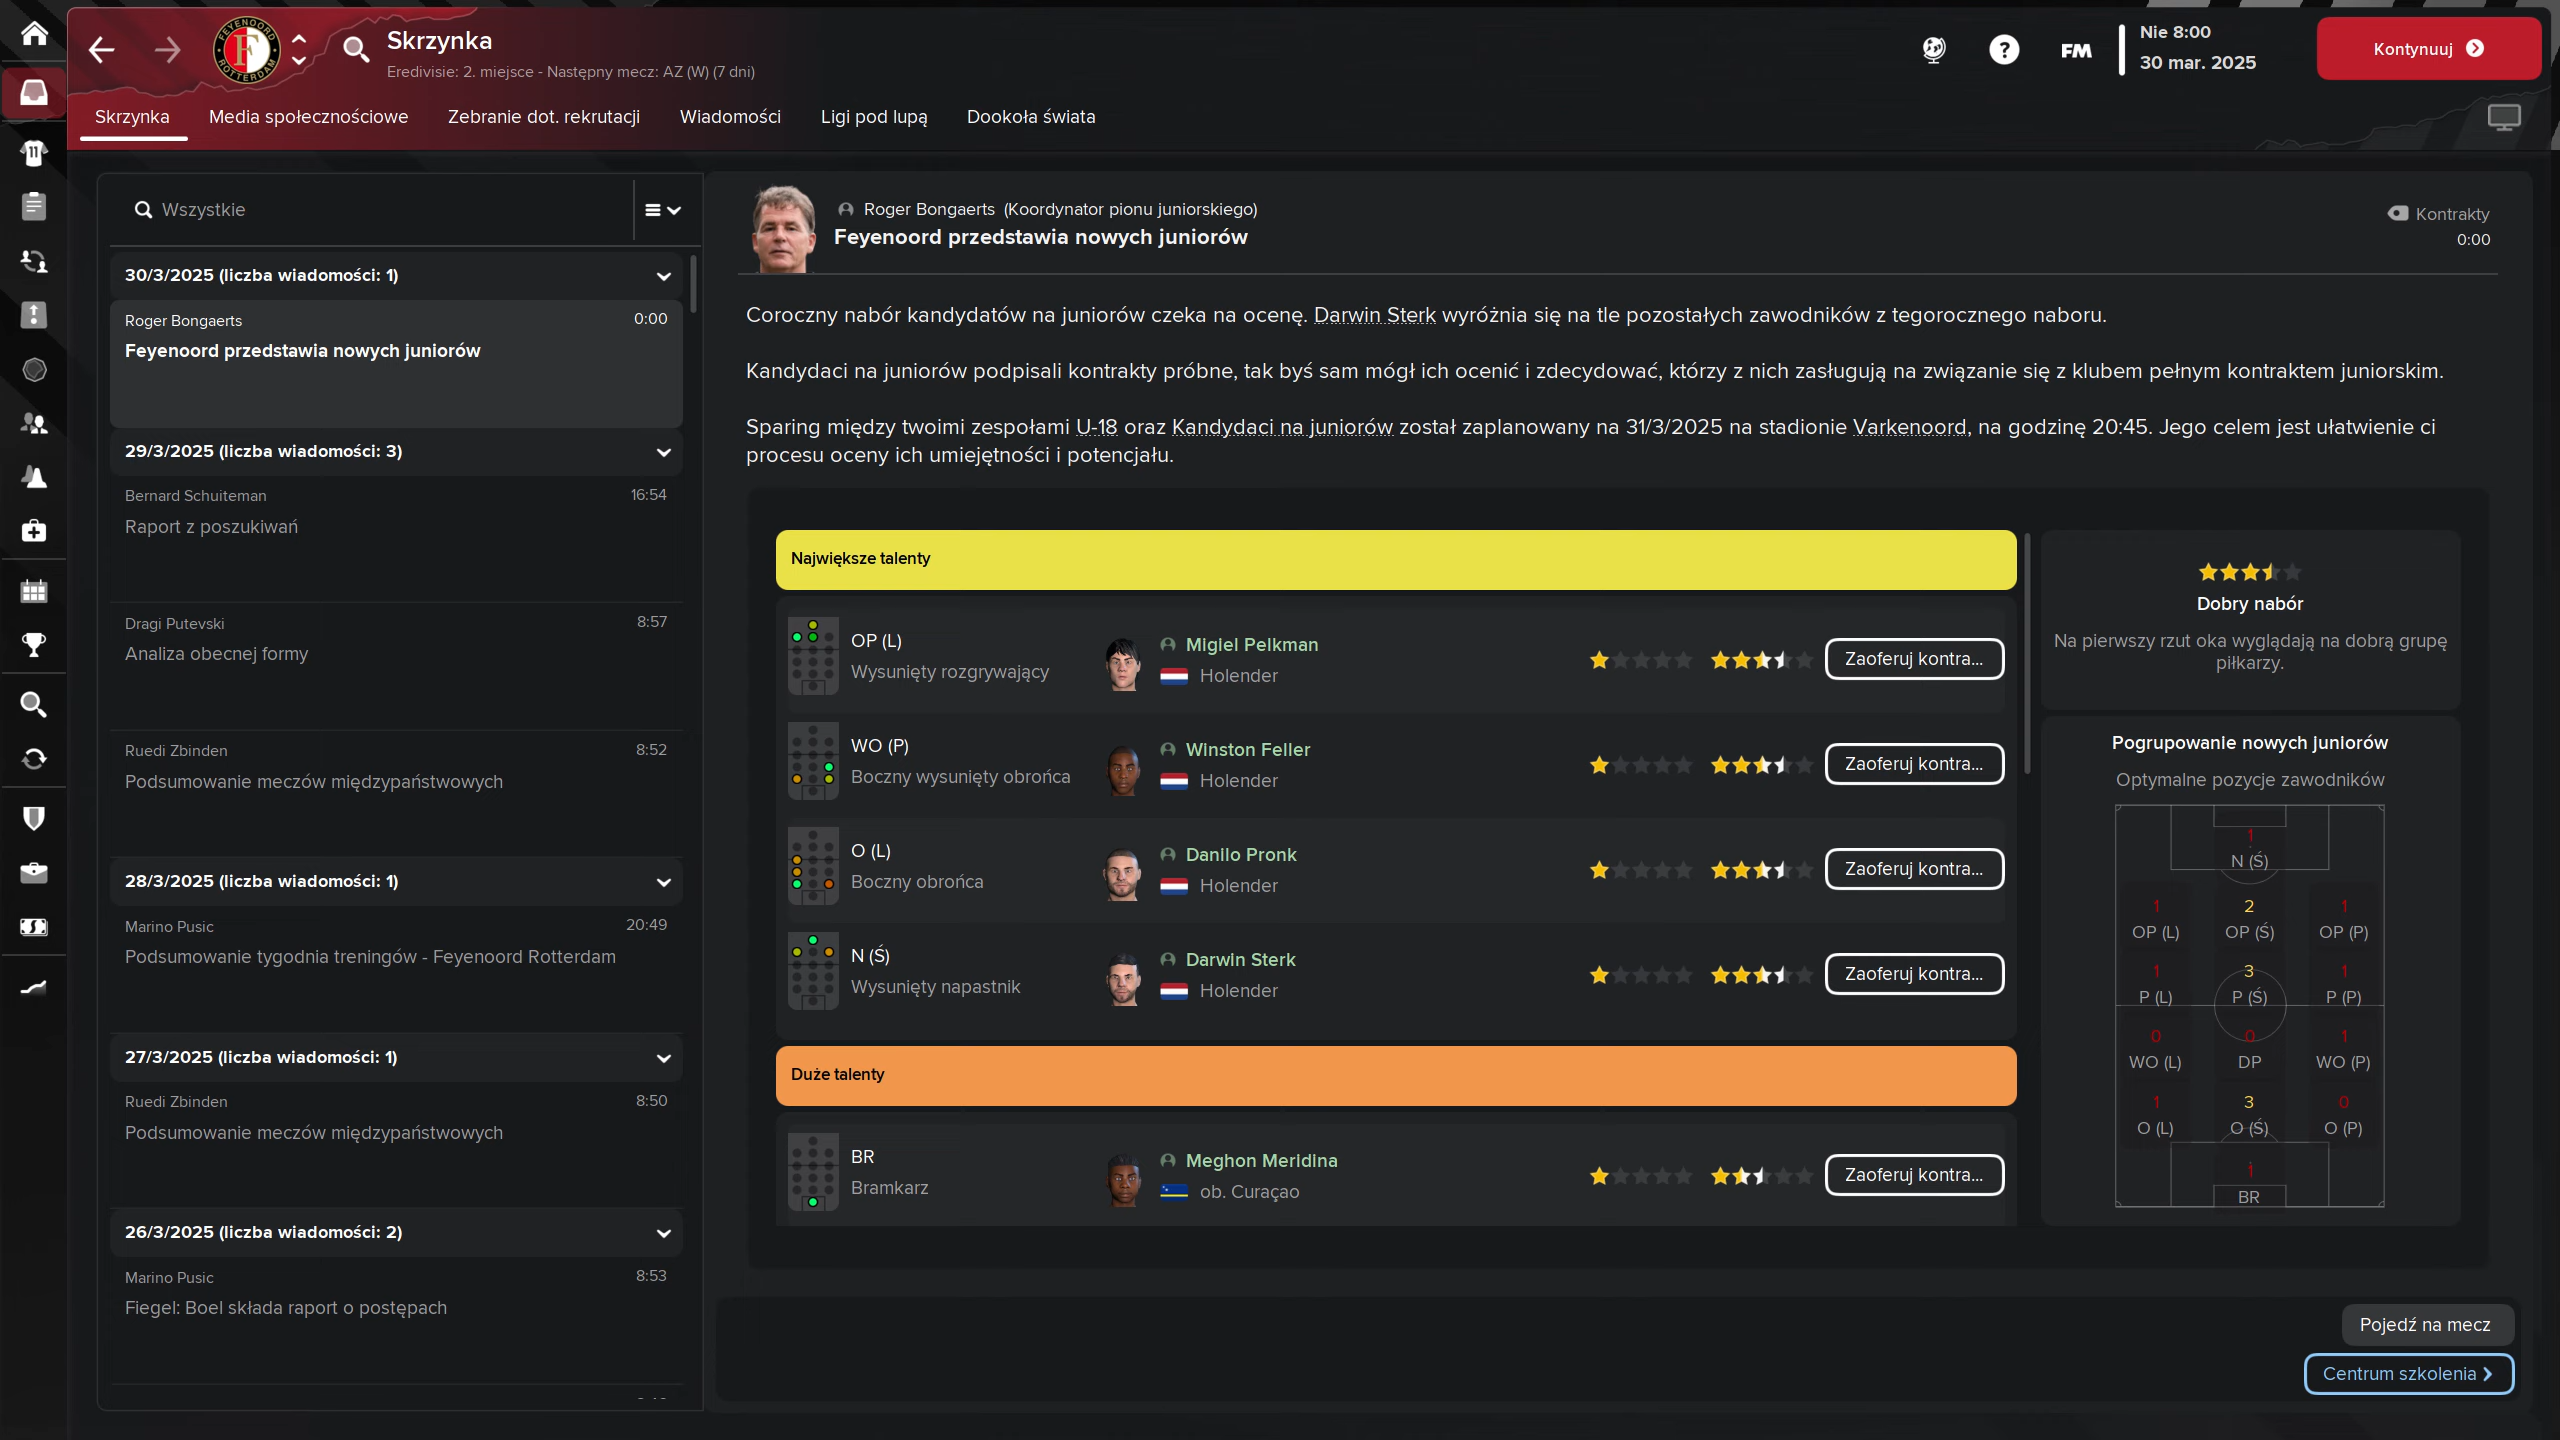 Skrzynka
Eredivisie: 2. miejsce - Następny mecz: AZ (W) (7 dni)
FM
Nie 8:00
30 mar. 2025
Kontynuuj
Skrzynka
Media społecznościowe
Zebranie dot. rekrutacji
Wiadomości
Ligi pod lupą
Dookoła świata
FEYENOORD
ROTTERDAM
11
Wszystkie
30/3/2025 (liczba wiadomości: 1)
Roger Bongaerts 0:00
Feyenoord przedstawia nowych juniorów
29/3/2025 (liczba wiadomości: 3)
Bernard Schuiteman 16:54
Raport z poszukiwań
Dragi Putevski 8:57
Analiza obecnej formy
Ruedi Zbinden 8:52
Podsumowanie meczów międzypaństwowych
28/3/2025 (liczba wiadomości: 1)
Marino Pusic 20:49
Podsumowanie tygodnia treningów - Feyenoord Rotterdam
27/3/2025 (liczba wiadomości: 1)
Ruedi Zbinden 8:50
Podsumowanie meczów międzypaństwowych
26/3/2025 (liczba wiadomości: 2)
Marino Pusic 8:53
Fiegel: Boel składa raport o postępach
Roger Bongaerts (Koordynator pionu juniorskiego)
Feyenoord przedstawia nowych juniorów
Kontrakty
0:00
Coroczny nabór kandydatów na juniorów czeka na ocenę. Darwin Sterk wyróżnia się na tle pozostałych zawodników z tegorocznego naboru.
Kandydaci na juniorów podpisali kontrakty próbne, tak byś sam mógł ich ocenić i zdecydować, którzy z nich zasługują na związanie się z klubem pełnym kontraktem juniorskim.
Sparing między twoimi zespołami U-18 oraz Kandydaci na juniorów został zaplanowany na 31/3/2025 na stadionie Varkenoord, na godzinę 20:45. Jego celem jest ułatwienie ci
procesu oceny ich umiejętności i potencjału.
Największe talenty
OP (L)
Wysunięty rozgrywający
Migiel Pelkman
Holender
Zaoferuj kontra...
WO (P)
Boczny wysunięty obrońca
Winston Feller
Holender
Zaoferuj kontra...
O (L)
Boczny obrońca
Danilo Pronk
Holender
Zaoferuj kontra...
N (Ś)
Wysunięty napastnik
Darwin Sterk
Holender
Zaoferuj kontra...
Duże talenty
BR
Bramkarz
Meghon Meridina
ob. Curaçao
Zaoferuj kontra...
Dobry nabór
Na pierwszy rzut oka wyglądają na dobrą grupę
piłkarzy.
Pogrupowanie nowych juniorów
Optymalne pozycje zawodników
1
N (Ś)
1 2 1
OP (L) OP (Ś) OP (P)
1 3 1
P (L) P (Ś) P (P)
0 0 1
WO (L) DP WO (P)
1 3 0
O (L) O (Ś) O (P)
1
BR
Pojedź na mecz
Centrum szkolenia